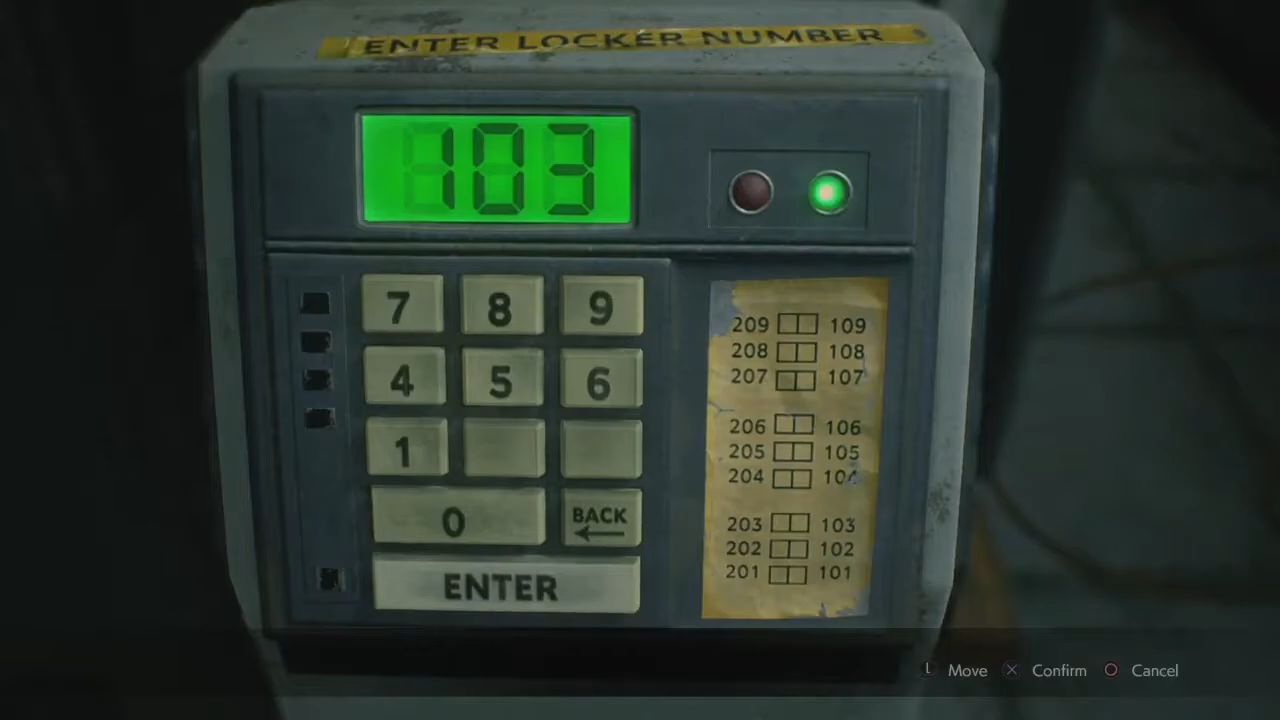 ENTER LOCKER NUMBER
103
7 8 9
4 5 6
1
0 BACK
ENTER
209 109
208 108
207 107
206 106
205 105
204 104
203 103
202 102
201 101
L Move Confirm Cancel